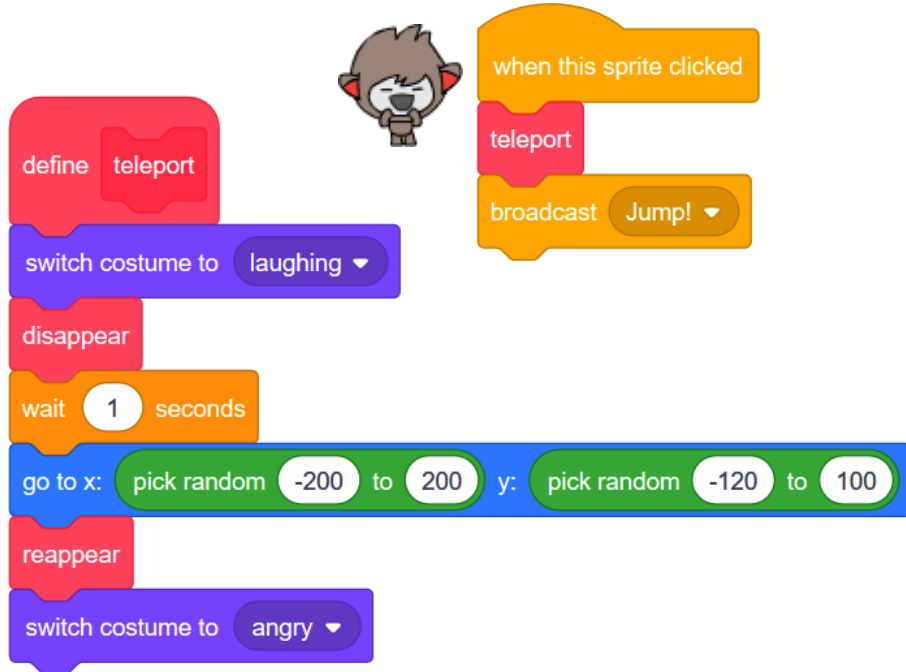 when this sprite clicked
teleport
broadcast Jump!
define teleport
switch costume to laughing
disappear
wait 1 seconds
go to x: pick random -200 to 200 y: pick random -120 to 100
reappear
switch costume to angry